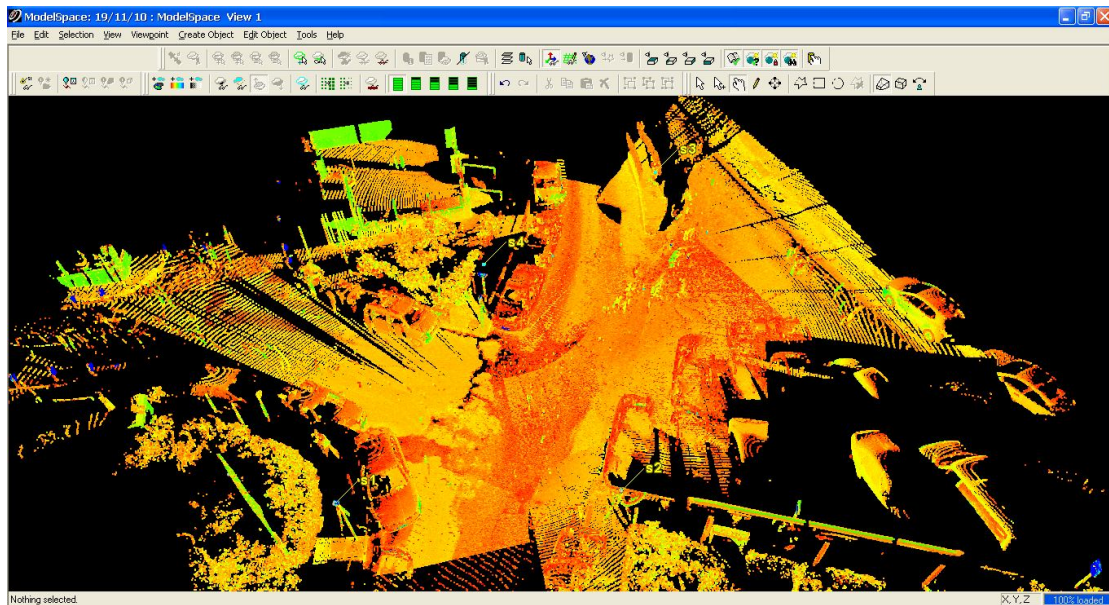 ModelSpace: 19/11/10 : ModelSpace View 1
File Edit Selection View Viewpoint Create Object Edit Object Tools Help
s3
s4
s2
s1
Nothing selected.
X, Y, Z
100% loaded